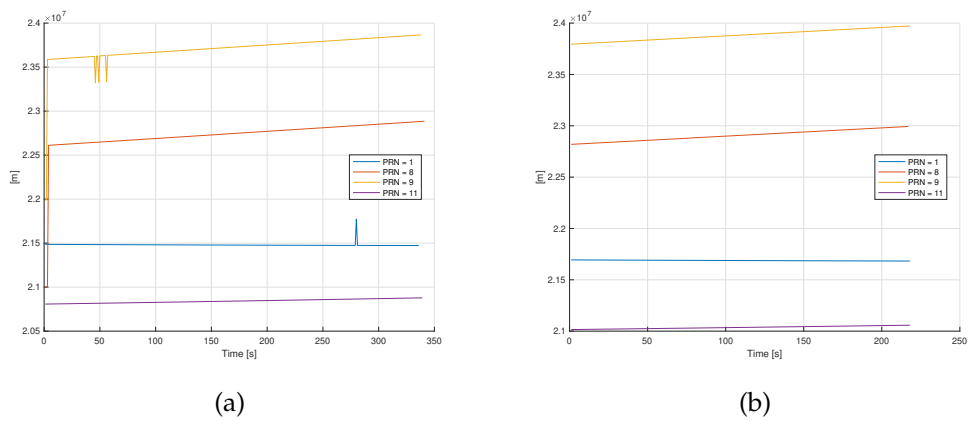 ×10⁷
2.4
2.35
2.3
2.25
2.2
2.15
2.1
2.05
[m]
0
50
100
150
200
250
300
350
Time [s]
PRN = 1
PRN = 8
PRN = 9
PRN = 11
(a)
×10⁷
2.4
2.35
2.3
2.25
2.2
2.15
2.1
[m]
0
50
100
150
200
250
Time [s]
PRN = 1
PRN = 8
PRN = 9
PRN = 11
(b)